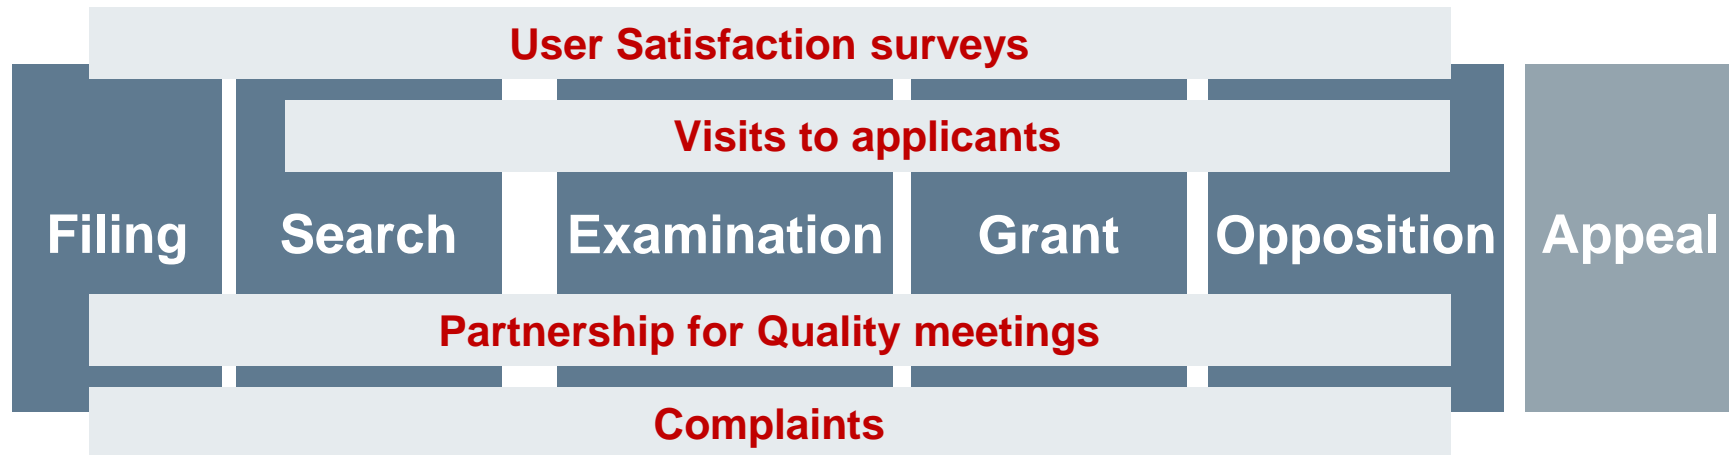 User Satisfaction surveys
Visits to applicants
Filing Search Examination Grant Opposition Appeal
Partnership for Quality meetings
Complaints